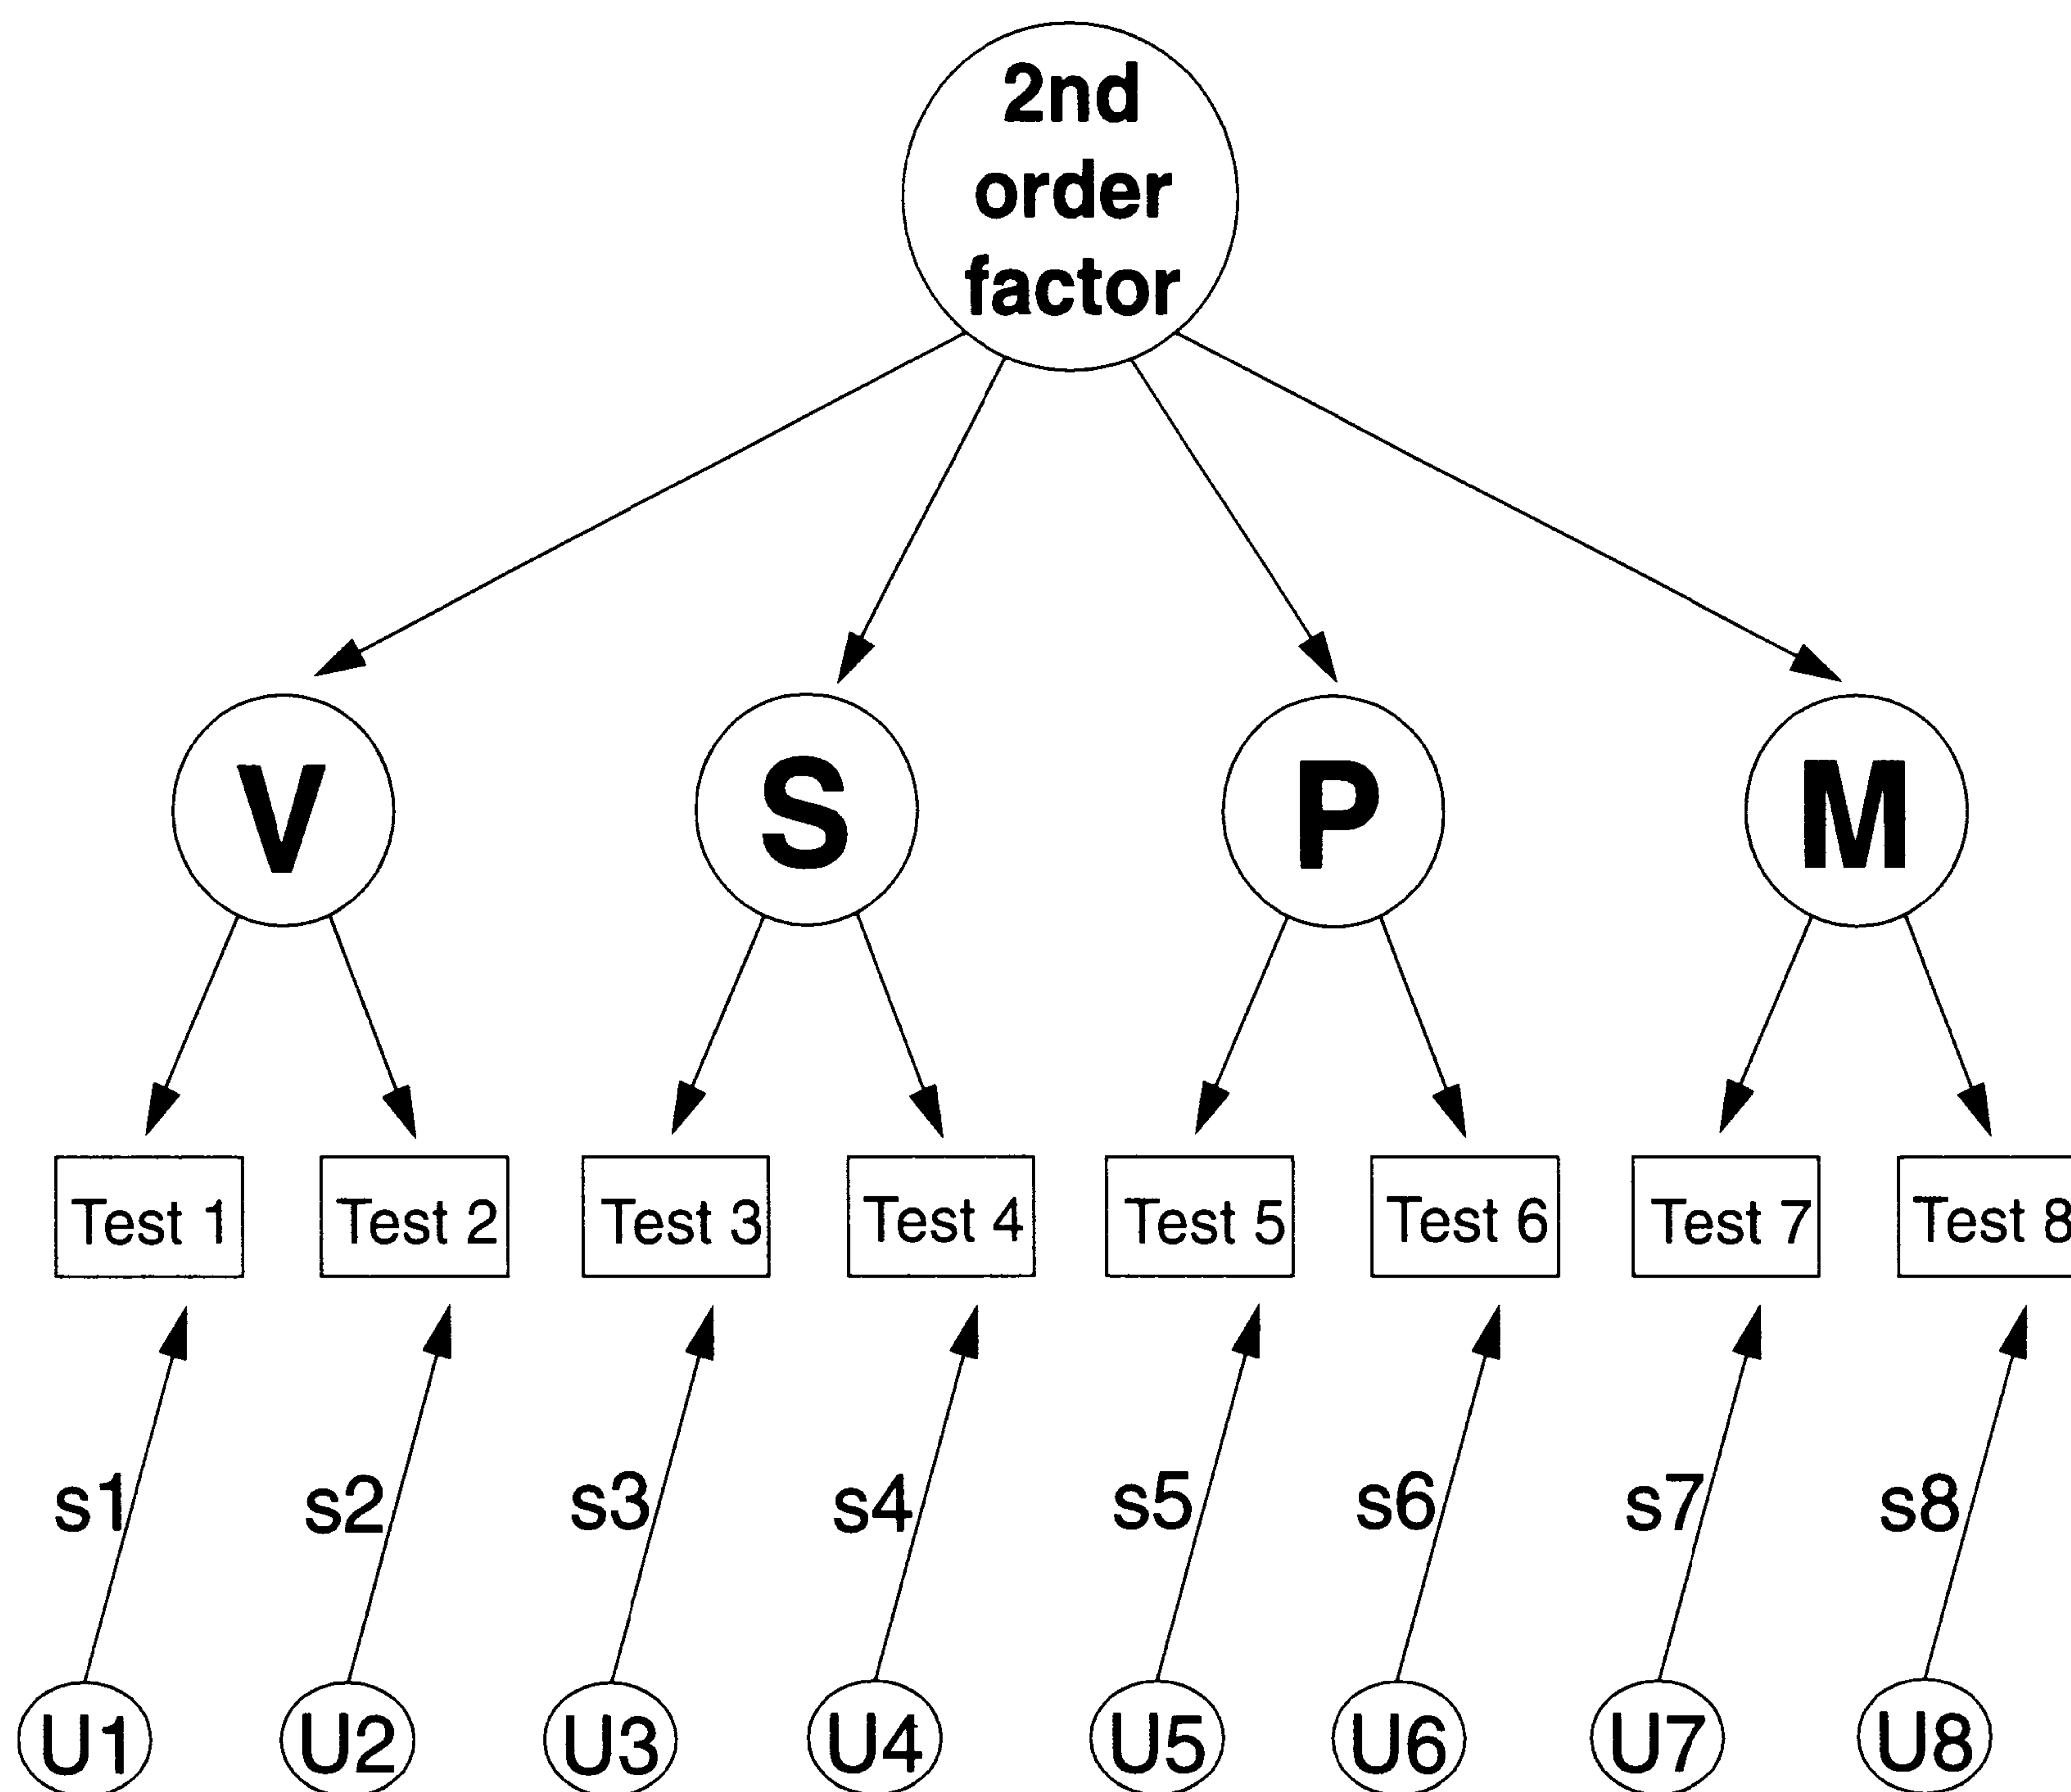 2nd
order
factor
V S P M
Test 1 Test 2 Test 3 Test 4 Test 5 Test 6 Test 7 Test 8
s1 s2 s3 s4 s5 s6 s7 s8
U1 U2 U3 U4 U5 U6 U7 U8